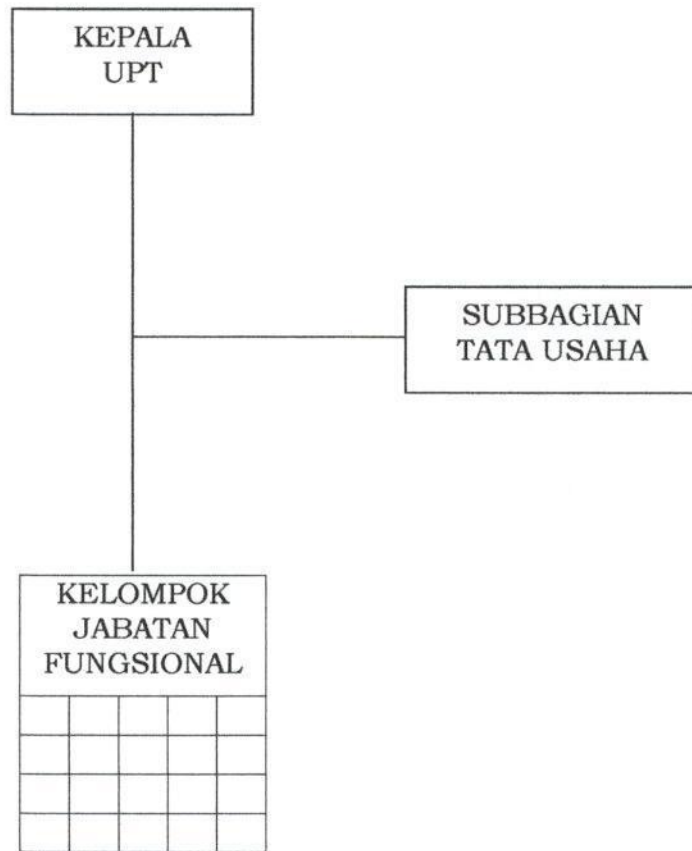 KEPALA
UPT
SUBBAGIAN
TATA USAHA
KELOMPOK
JABATAN
FUNGSIONAL